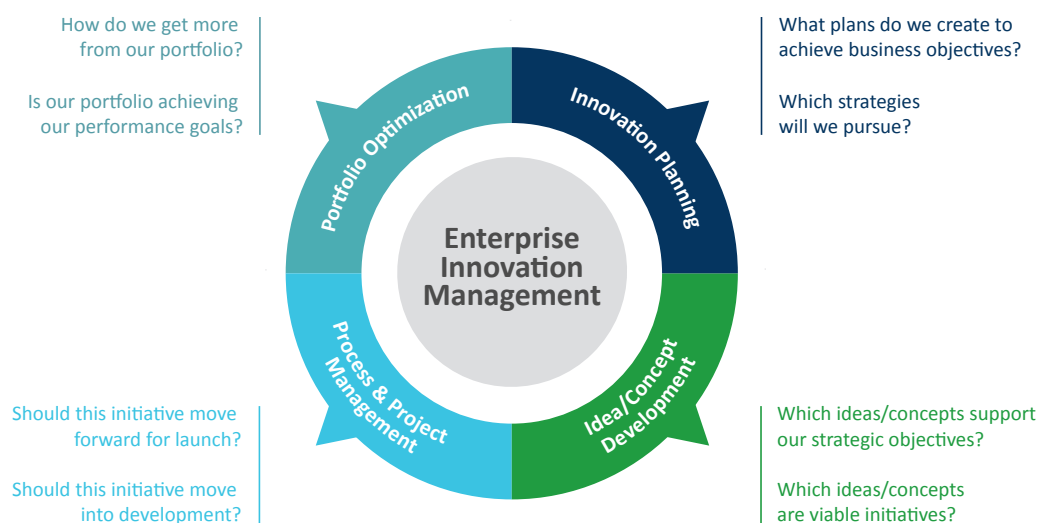 How do we get more
from our portfolio?
Is our portfolio achieving
our performance goals?
What plans do we create to
achieve business objectives?
Which strategies
will we pursue?
Portfolio Optimization
Innovation Planning
Enterprise
Innovation
Management
Process & Project
Management
Idea/Concept
Development
Should this initiative move
forward for launch?
Should this initiative move
into development?
Which ideas/concepts support
our strategic objectives?
Which ideas/concepts
are viable initiatives?